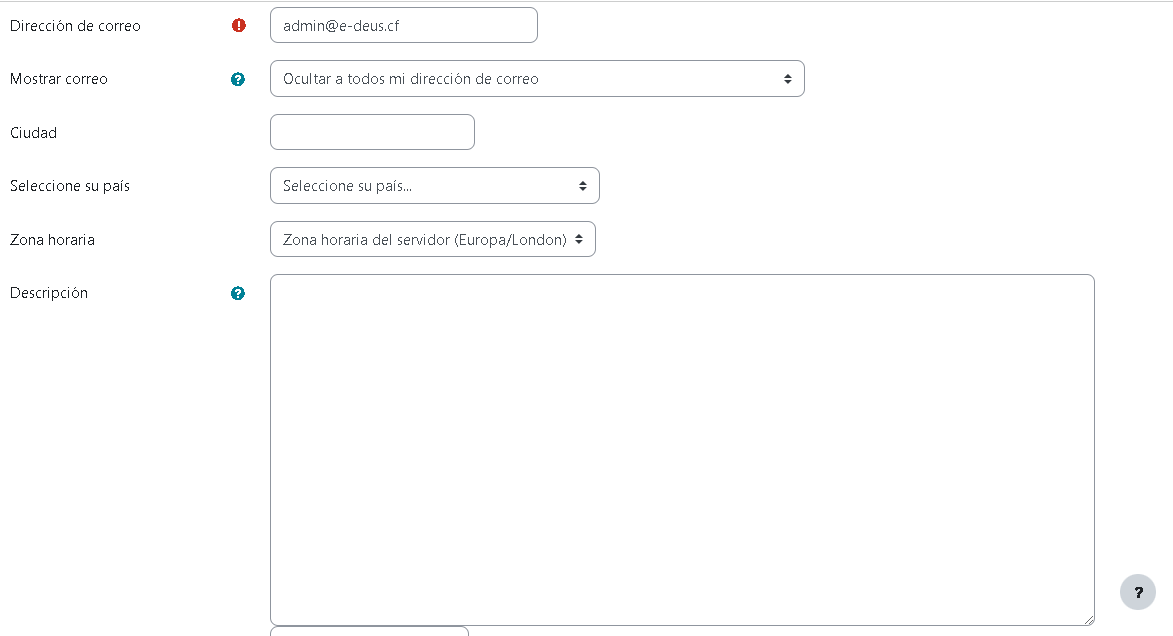 Dirección de correo
admin@e-deus.cf
Mostrar correo
Ocultar a todos mi dirección de correo
Ciudad
Seleccione su país
Seleccione su país...
Zona horaria
Zona horaria del servidor (Europa/London)
Descripción
?